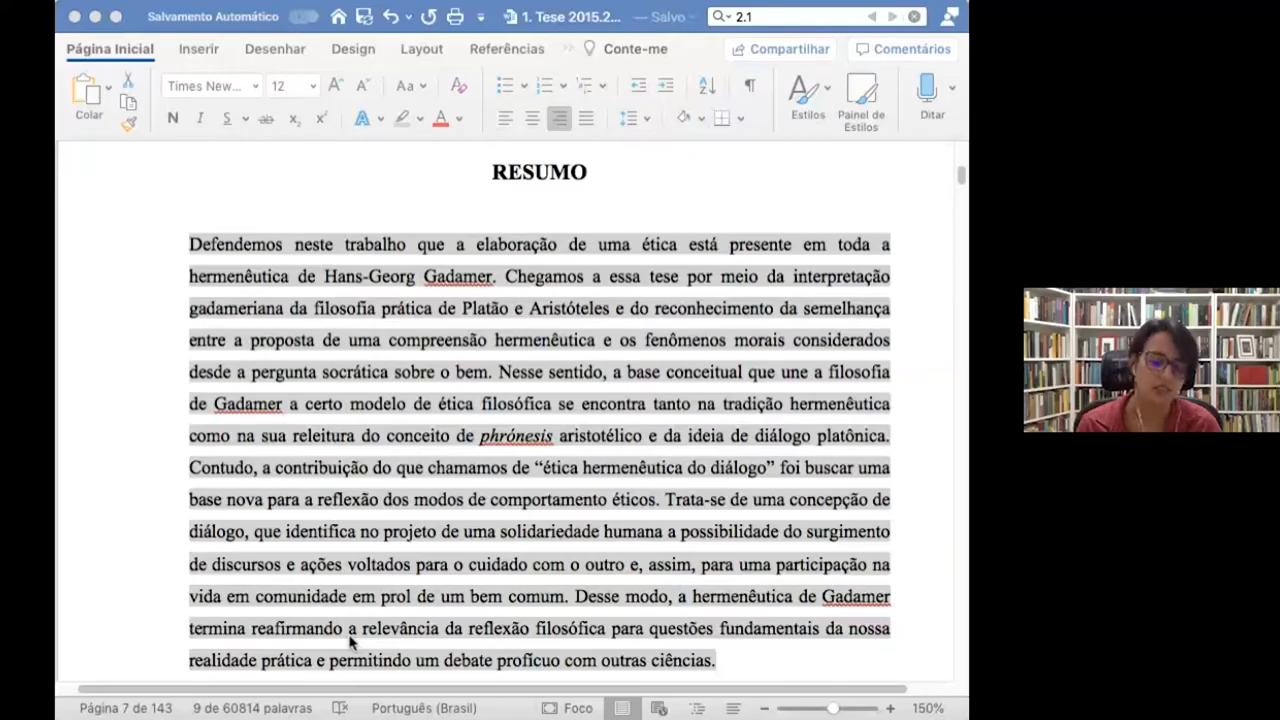 Salvamento Automático
1. Tese 2015.2... — Salvo
2.1
Página Inicial Inserir Desenhar Design Layout Referências Conte-me Compartilhar Comentários
Times New... 12 Aa
Colar N I S ab x₂ x² A A Estilos Painel de Estilos Ditar
RESUMO
Defendemos neste trabalho que a elaboração de uma ética está presente em toda a
hermenêutica de Hans-Georg Gadamer. Chegamos a essa tese por meio da interpretação
gadameriana da filosofia prática de Platão e Aristóteles e do reconhecimento da semelhança
entre a proposta de uma compreensão hermenêutica e os fenômenos morais considerados
desde a pergunta socrática sobre o bem. Nesse sentido, a base conceitual que une a filosofia
de Gadamer a certo modelo de ética filosófica se encontra tanto na tradição hermenêutica
como na sua releitura do conceito de phrónesis aristotélico e da ideia de diálogo platônica.
Contudo, a contribuição do que chamamos de “ética hermenêutica do diálogo” foi buscar uma
base nova para a reflexão dos modos de comportamento éticos. Trata-se de uma concepção de
diálogo, que identifica no projeto de uma solidariedade humana a possibilidade do surgimento
de discursos e ações voltados para o cuidado com o outro e, assim, para uma participação na
vida em comunidade em prol de um bem comum. Desse modo, a hermenêutica de Gadamer
termina reafirmando a relevância da reflexão filosófica para questões fundamentais da nossa
realidade prática e permitindo um debate profícuo com outras ciências.
Página 7 de 143 9 de 60814 palavras Português (Brasil) Foco 150%